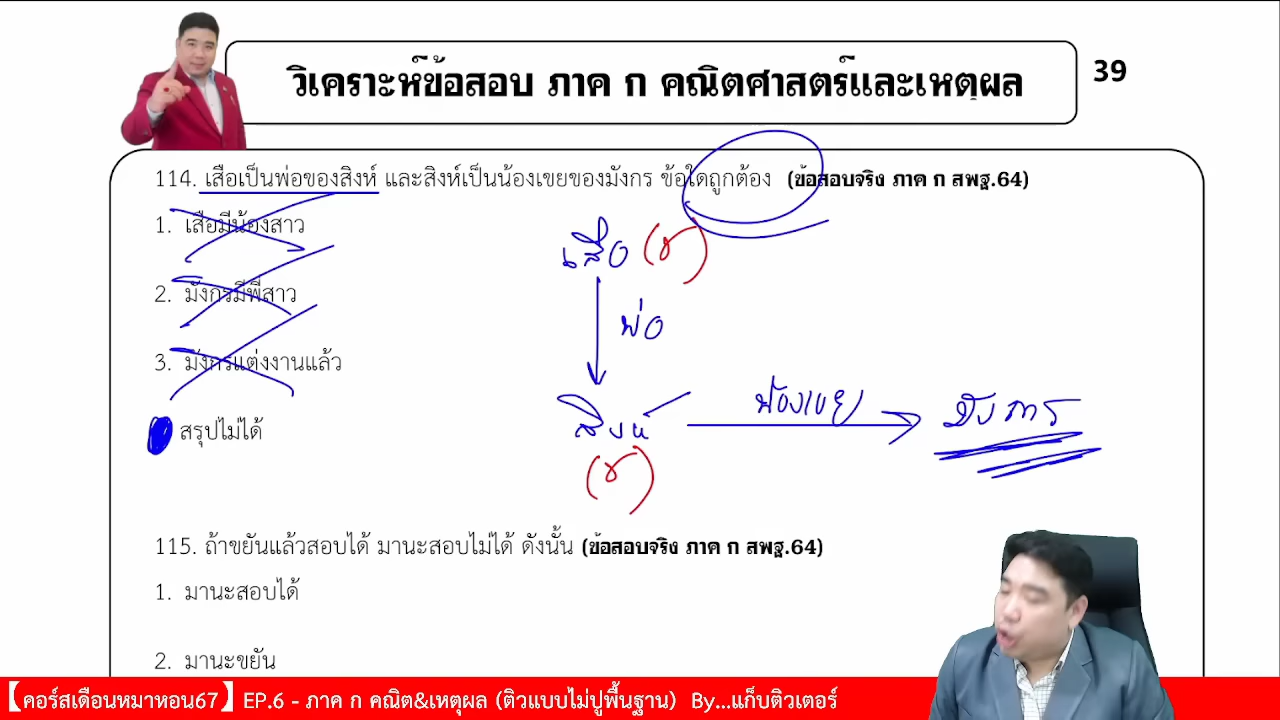 วิเคราะห์ข้อสอบ ภาค ก คณิตศาสตร์และเหตุผล
39
114. เสือเป็นพ่อของสิงห์ และสิงห์เป็นน้องเขยของมังกร ข้อใดถูกต้อง (ข้อสอบจริง ภาค ก สพฐ.64)
1. เสือมีน้องสาว
2. มังกรมีพี่สาว
3. มังกรแต่งงานแล้ว
สรุปไม่ได้
เสือ (ช)
พ่อ
สิงห์ น้องเขย มังกร
(ช)
115. ถ้าขยันแล้วสอบได้ มานะสอบไม่ได้ ดังนั้น (ข้อสอบจริง ภาค ก สพฐ.64)
1. มานะสอบได้
2. มานะขยัน
【คอร์สเดือนหมาหอน67】 EP.6 - ภาค ก คณิต&เหตุผล (ติวแบบไม่ปูพื้นฐาน) By...แก็บติวเตอร์